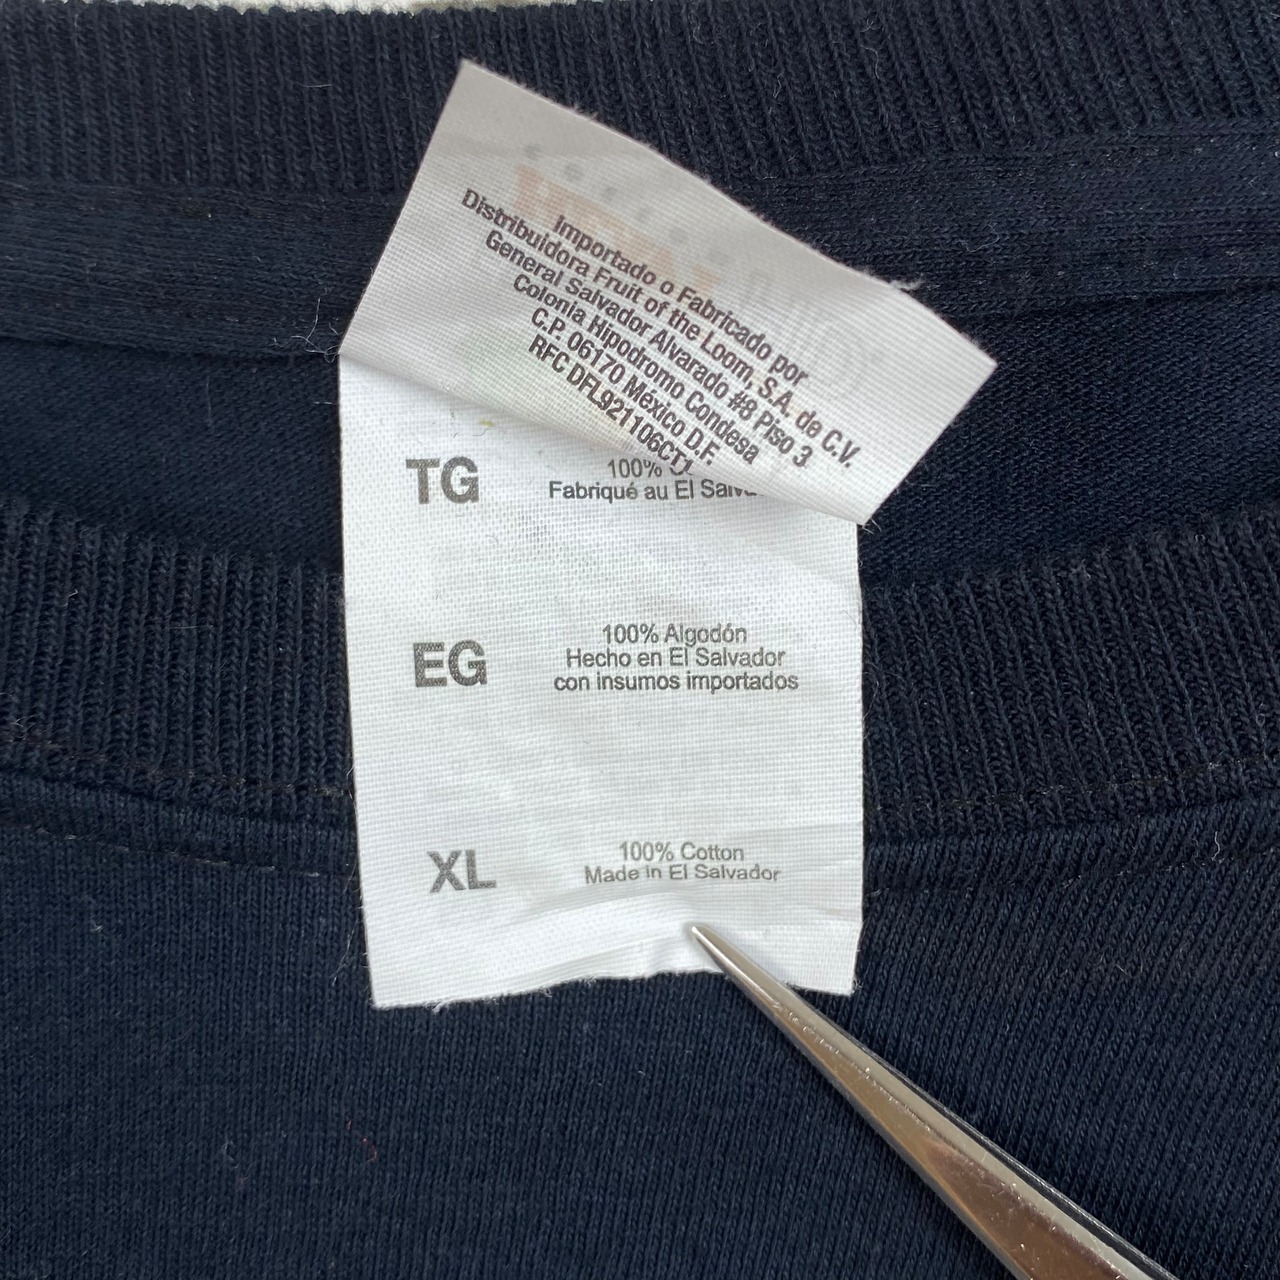 Importado o Fabricado por
Distribuidora Fruit of the Loom, S.A. de C.V.
General Salvador Alvarado #8 Piso 3
Colonia Hipodromo Condesa
C.P. 06170 México D.F.
RFC DFL921106CT1
TG
100%
Fabriqué au El
EG
100% Algodón
Hecho en El Salvador
con insumos importados
XL
100% Cotton
Made in El Salvador